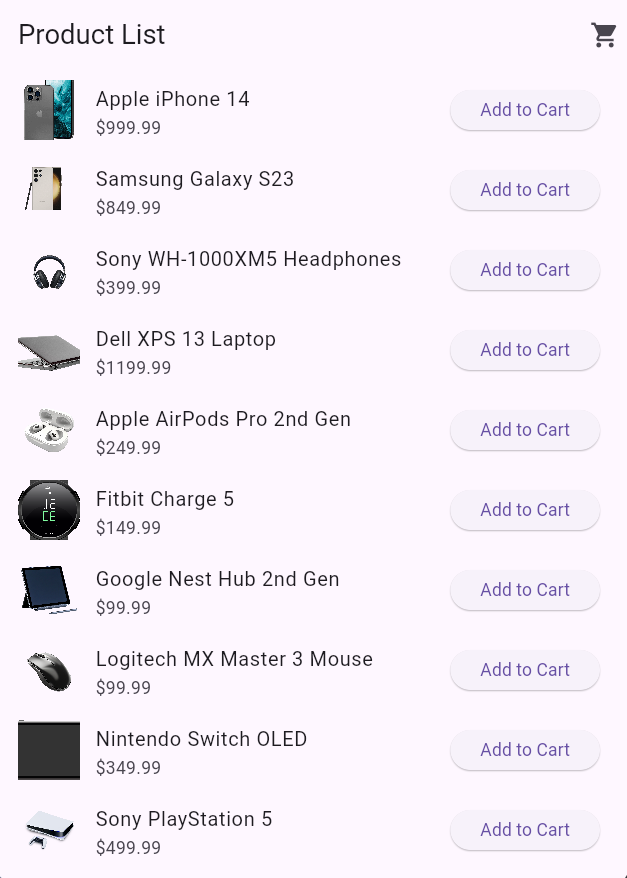 Product List
Apple iPhone 14
$999.99
Add to Cart
Samsung Galaxy S23
$849.99
Add to Cart
Sony WH-1000XM5 Headphones
$399.99
Add to Cart
Dell XPS 13 Laptop
$1199.99
Add to Cart
Apple AirPods Pro 2nd Gen
$249.99
Add to Cart
Fitbit Charge 5
$149.99
Add to Cart
Google Nest Hub 2nd Gen
$99.99
Add to Cart
Logitech MX Master 3 Mouse
$99.99
Add to Cart
Nintendo Switch OLED
$349.99
Add to Cart
Sony PlayStation 5
$499.99
Add to Cart